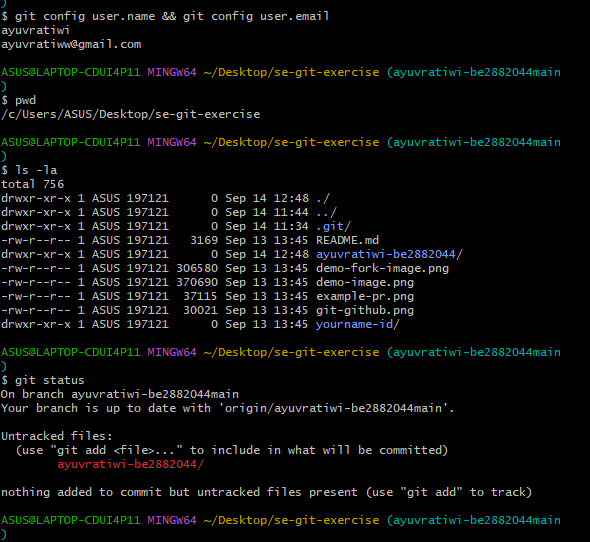 )
$ git config user.name && git config user.email
ayuvratiwi
ayuvratiww@gmail.com
ASUS@LAPTOP-CDUI4P11 MINGW64 ~/Desktop/se-git-exercise (ayuvratiwi-be2882044main
)
$ pwd
/c/Users/ASUS/Desktop/se-git-exercise
ASUS@LAPTOP-CDUI4P11 MINGW64 ~/Desktop/se-git-exercise (ayuvratiwi-be2882044main
)
$ ls -la
total 756
drwxr-xr-x 1 ASUS 197121      0 Sep 14 12:48 ./
drwxr-xr-x 1 ASUS 197121      0 Sep 14 11:44 ../
drwxr-xr-x 1 ASUS 197121      0 Sep 14 11:34 .git/
-rw-r--r-- 1 ASUS 197121   3169 Sep 13 13:45 README.md
drwxr-xr-x 1 ASUS 197121      0 Sep 14 12:48 ayuvratiwi-be2882044/
-rw-r--r-- 1 ASUS 197121 306580 Sep 13 13:45 demo-fork-image.png
-rw-r--r-- 1 ASUS 197121 370690 Sep 13 13:45 demo-image.png
-rw-r--r-- 1 ASUS 197121  37115 Sep 13 13:45 example-pr.png
-rw-r--r-- 1 ASUS 197121  30021 Sep 13 13:45 git-github.png
drwxr-xr-x 1 ASUS 197121      0 Sep 13 13:45 yourname-id/
ASUS@LAPTOP-CDUI4P11 MINGW64 ~/Desktop/se-git-exercise (ayuvratiwi-be2882044main
)
$ git status
On branch ayuvratiwi-be2882044main
Your branch is up to date with 'origin/ayuvratiwi-be2882044main'.
Untracked files:
  (use "git add <file>..." to include in what will be committed)
        ayuvratiwi-be2882044/
nothing added to commit but untracked files present (use "git add" to track)
ASUS@LAPTOP-CDUI4P11 MINGW64 ~/Desktop/se-git-exercise (ayuvratiwi-be2882044main
)